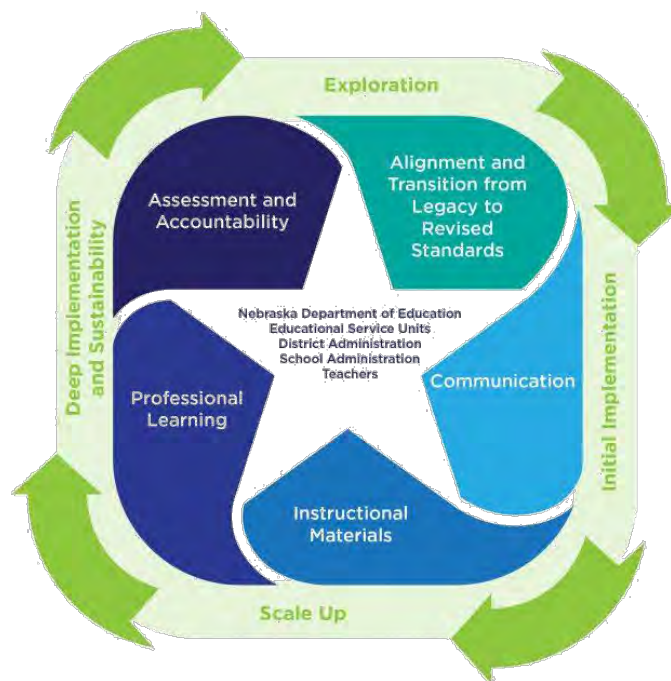 Exploration
Assessment and
Accountability
Alignment and
Transition from
Legacy to
Revised
Standards
Nebraska Department of Education
Educational Service Units
District Administration
School Administration
Teachers
Communication
Professional
Learning
Instructional
Materials
Initial Implementation
Scale Up
Deep Implementation
and Sustainability